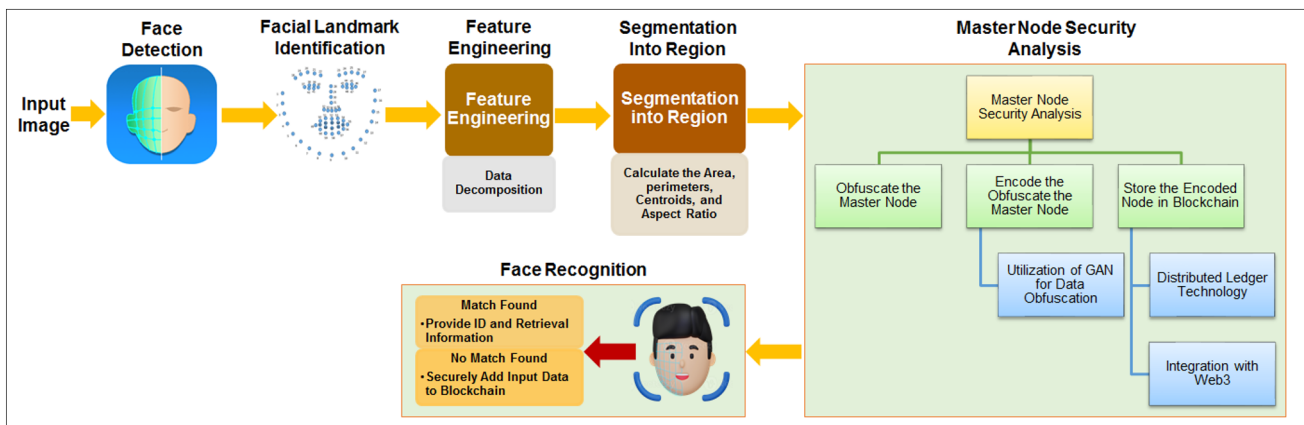 Input
Image
Face
Detection
Facial Landmark
Identification
Feature
Engineering
Feature
Engineering
Data
Decomposition
Segmentation
Into Region
Segmentation
into Region
Calculate the Area,
perimeters,
Centroids, and
Aspect Ratio
Master Node Security
Analysis
Master Node
Security Analysis
Obfuscate the
Master Node
Encode the
Obfuscate the
Master Node
Store the Encoded
Node in Blockchain
Utilization of GAN
for Data
Obfuscation
Distributed Ledger
Technology
Integration with
Web3
Face Recognition
Match Found
•Provide ID and Retrieval
Information
No Match Found
•Securely Add Input Data
to Blockchain